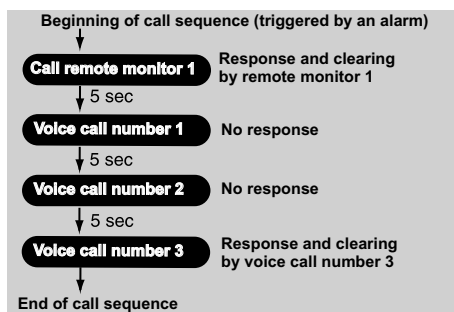 Beginning of call sequence (triggered by an alarm)
Call remote monitor 1
Response and clearing
by remote monitor 1
5 sec
Voice call number 1
No response
5 sec
Voice call number 2
No response
5 sec
Voice call number 3
Response and clearing
by voice call number 3
End of call sequence